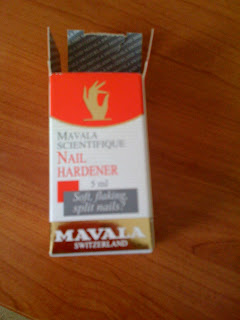 MAVALA
SCIENTIFIQUE
NAIL
HARDENER
5 ml
Soft, flaking,
split nails?
MAVALA
SWITZERLAND